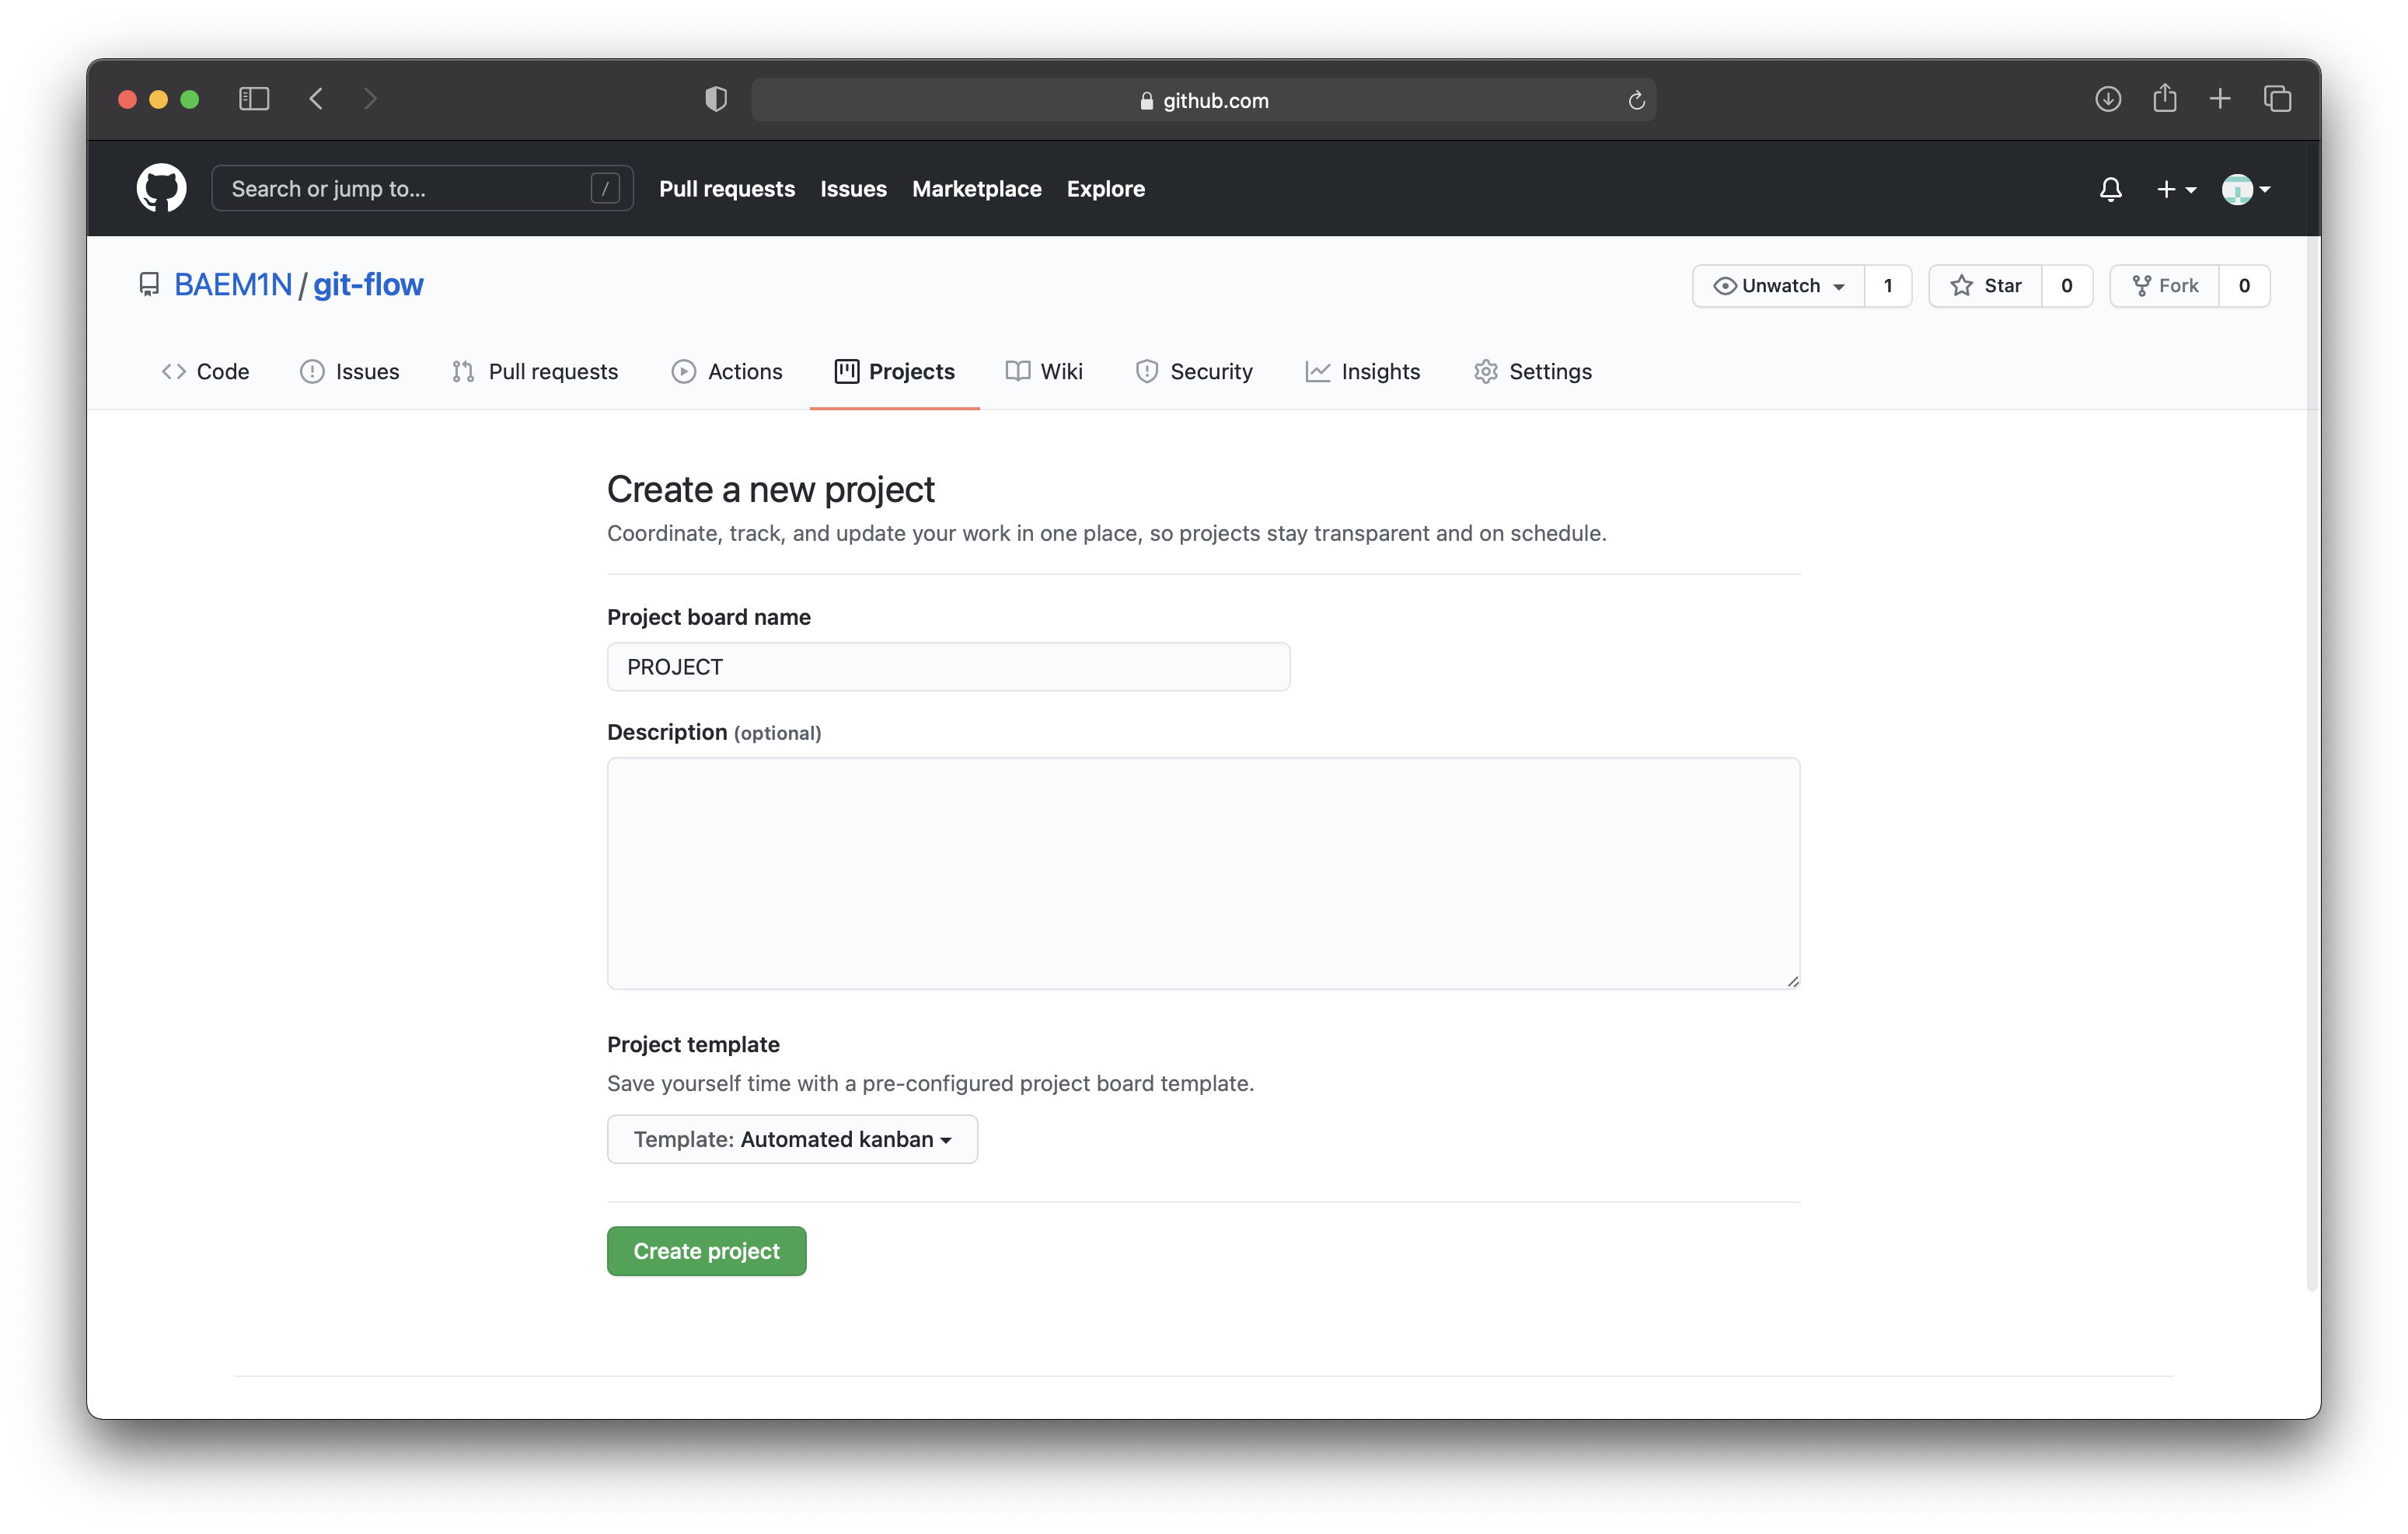 github.com
Search or jump to... / Pull requests Issues Marketplace Explore
BAEM1N / git-flow Unwatch 1 Star 0 Fork 0
Code Issues Pull requests Actions Projects Wiki Security Insights Settings
Create a new project
Coordinate, track, and update your work in one place, so projects stay transparent and on schedule.
Project board name
PROJECT
Description (optional)
Project template
Save yourself time with a pre-configured project board template.
Template: Automated kanban
Create project